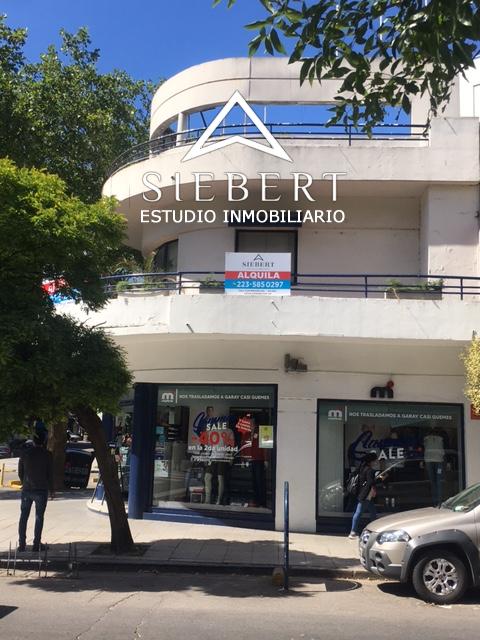 SIEBERT
ESTUDIO INMOBILIARIO
SIEBERT
ALQUILA
223-5850297
NOS TRASLADAMOS A GARAY CASI GUEMES
SALE
-40%
en la 2da unidad
NOS TRASLADAMOS A GARAY CASI GUEMES
SALE